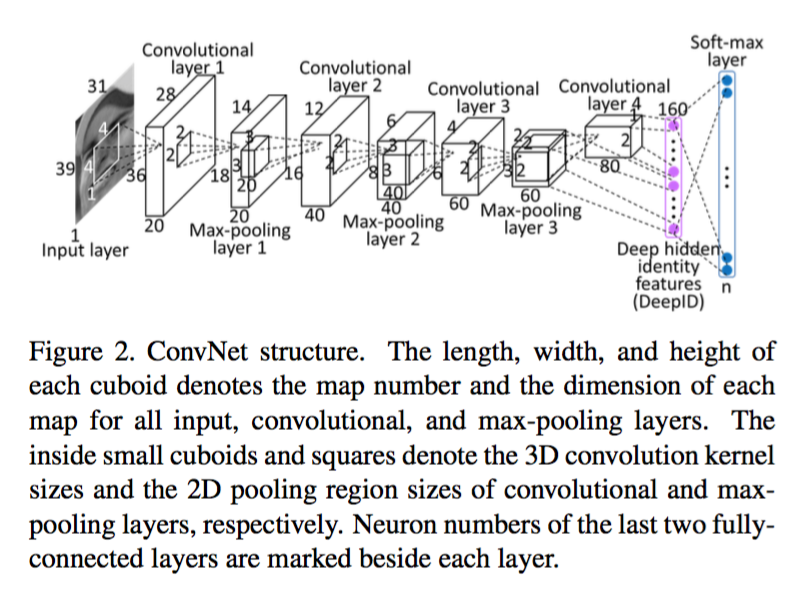 Convolutional
layer 1
Convolutional
layer 2
Convolutional
layer 3
Convolutional
layer 4
Soft-max
layer
31
39
4
4
1
1
Input layer
28
36
2
2
20
14
18
3
3
20
20
Max-pooling
layer 1
12
16
2
2
40
6
8
3
3
40
40
Max-pooling
layer 2
4
6
2
2
60
2
2
3
2
60
Max-pooling
layer 3
1
2
80
160
Deep hidden
identity
features
(DeepID)
n
Figure 2. ConvNet structure. The length, width, and height of
each cuboid denotes the map number and the dimension of each
map for all input, convolutional, and max-pooling layers. The
inside small cuboids and squares denote the 3D convolution kernel
sizes and the 2D pooling region sizes of convolutional and max-
pooling layers, respectively. Neuron numbers of the last two fully-
connected layers are marked beside each layer.